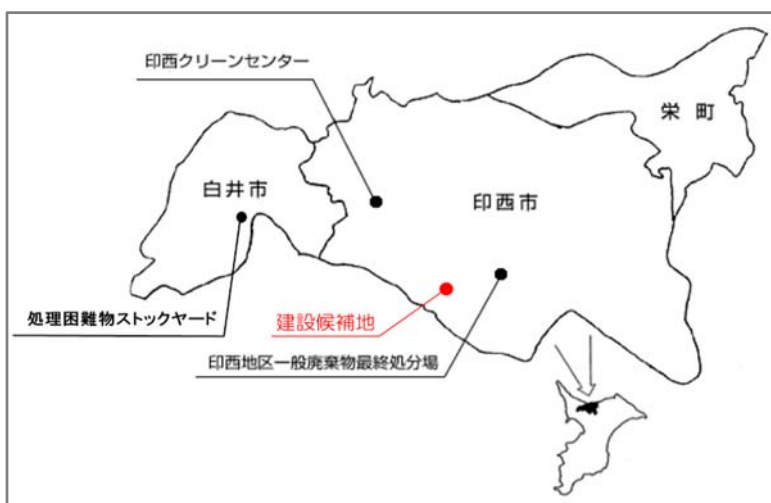 印西クリーンセンター
栄町
白井市
印西市
処理困難物ストックヤード
建設候補地
印西地区一般廃棄物最終処分場